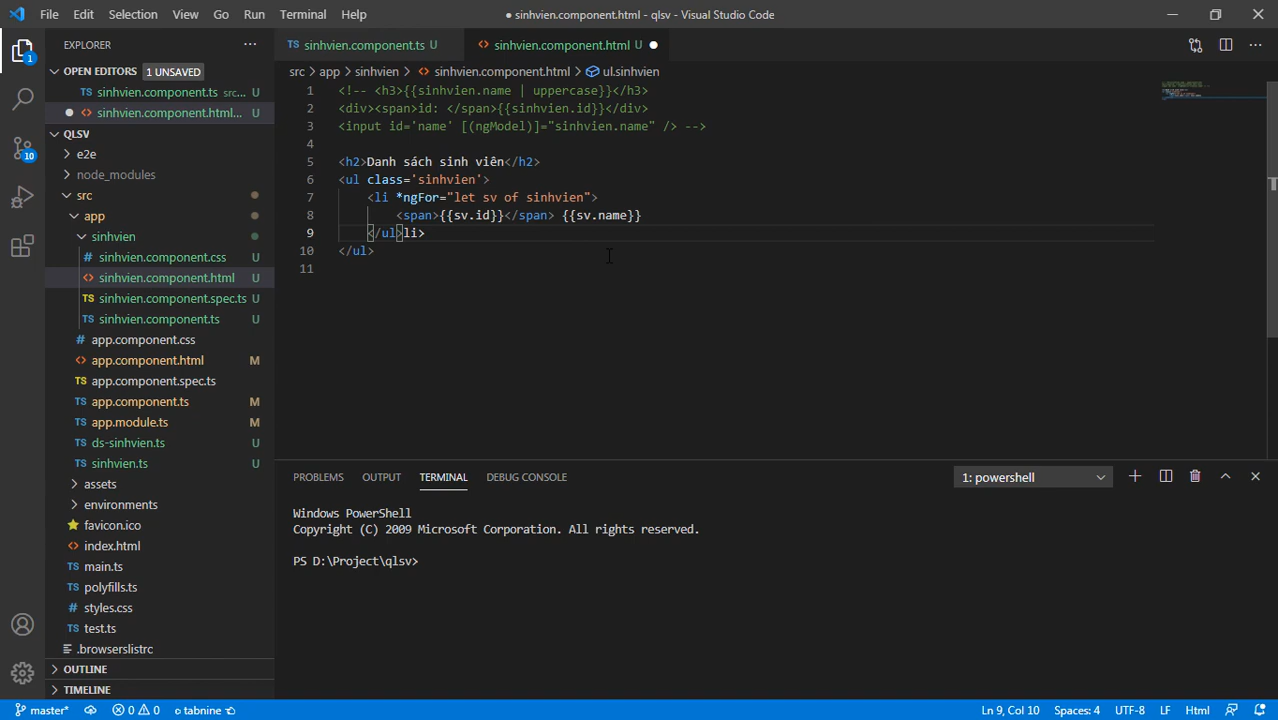 File Edit Selection View Go Run Terminal Help
● sinhvien.component.html - qlsv - Visual Studio Code
EXPLORER
OPEN EDITORS 1 UNSAVED
TS sinhvien.component.ts src... U
sinhvien.component.html... U
QLSV
e2e
node_modules
src
app
sinhvien
# sinhvien.component.css U
sinhvien.component.html U
TS sinhvien.component.spec.ts U
TS sinhvien.component.ts U
# app.component.css
app.component.html M
TS app.component.spec.ts
TS app.component.ts M
TS app.module.ts M
TS ds-sinhvien.ts U
TS sinhvien.ts U
assets
environments
favicon.ico
index.html
TS main.ts
TS polyfills.ts
# styles.css
TS test.ts
.browserslistrc
OUTLINE
TIMELINE
1
10
TS sinhvien.component.ts U
sinhvien.component.html U
src > app > sinhvien > sinhvien.component.html > ul.sinhvien
1 <!-- <h3>{{sinhvien.name | uppercase}}</h3>
2 <div><span>id: </span>{{sinhvien.id}}</div>
3 <input id='name' [(ngModel)]="sinhvien.name" /> -->
4
5 <h2>Danh sách sinh viên</h2>
6 <ul class='sinhvien'>
7 <li *ngFor="let sv of sinhvien">
8 <span>{{sv.id}}</span> {{sv.name}}
9 </ul>li>
10 </ul>
11
PROBLEMS OUTPUT TERMINAL DEBUG CONSOLE
1: powershell
Windows PowerShell
Copyright (C) 2009 Microsoft Corporation. All rights reserved.
PS D:\Project\qlsv>
master* 0 0 tabnine
Ln 9, Col 10 Spaces: 4 UTF-8 LF Html